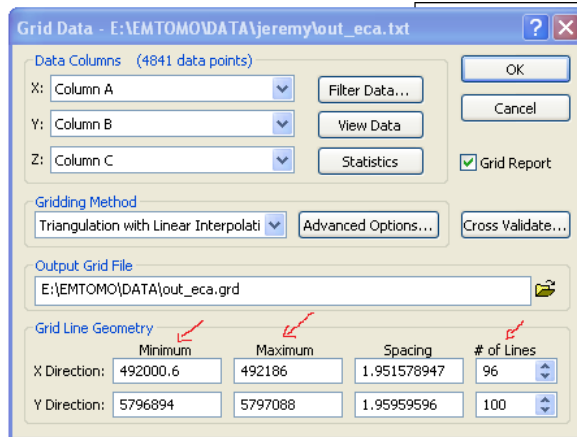 Grid Data - E:\EMTOMO\DATA\jeremy\out_eca.txt
Data Columns (4841 data points)
X: Column A
Filter Data...
OK
Y: Column B
View Data
Cancel
Z: Column C
Statistics
Grid Report
Gridding Method
Triangulation with Linear Interpolati
Advanced Options...
Cross Validate...
Output Grid File
E:\EMTOMO\DATA\out_eca.grd
Grid Line Geometry
Minimum Maximum Spacing # of Lines
X Direction: 492000.6 492186 1.951578947 96
Y Direction: 5796894 5797088 1.95959596 100